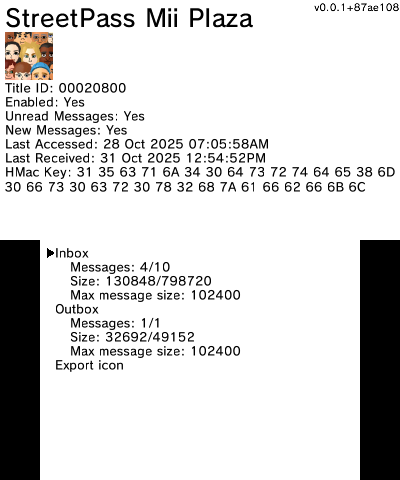 StreetPass Mii Plaza
v0.0.1+87ae108
Title ID: 00020800
Enabled: Yes
Unread Messages: Yes
New Messages: Yes
Last Accessed: 28 Oct 2025 07:05:58AM
Last Received: 31 Oct 2025 12:54:52PM
HMac Key: 31 35 63 71 6A 34 30 64 73 72 74 64 65 38 6D
30 66 73 30 63 72 30 78 32 68 7A 61 66 62 66 6B 6C
Inbox
Messages: 4/10
Size: 130848/798720
Max message size: 102400
Outbox
Messages: 1/1
Size: 32692/49152
Max message size: 102400
Export icon